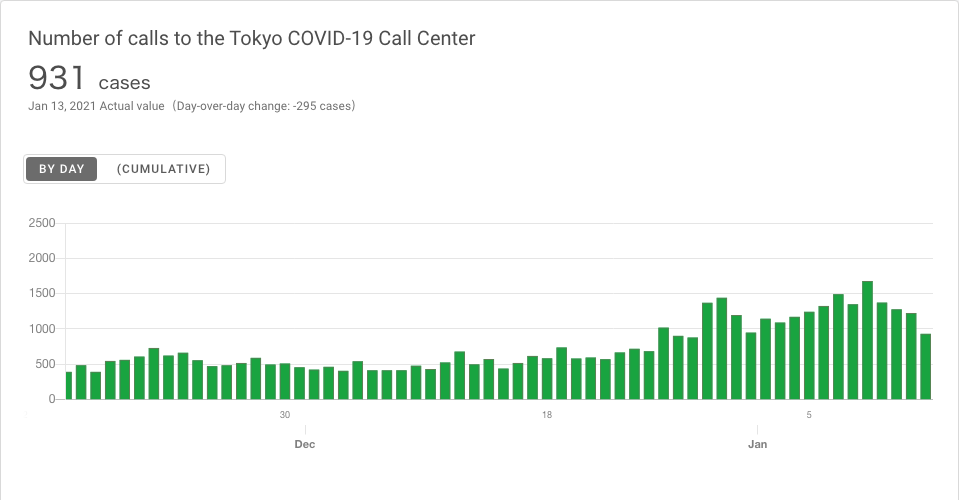 Number of calls to the Tokyo COVID-19 Call Center
931 cases
Jan 13, 2021 Actual value（Day-over-day change: -295 cases）
BY DAY (CUMULATIVE)
2500
2000
1500
1000
500
0
30 18 5
Dec Jan